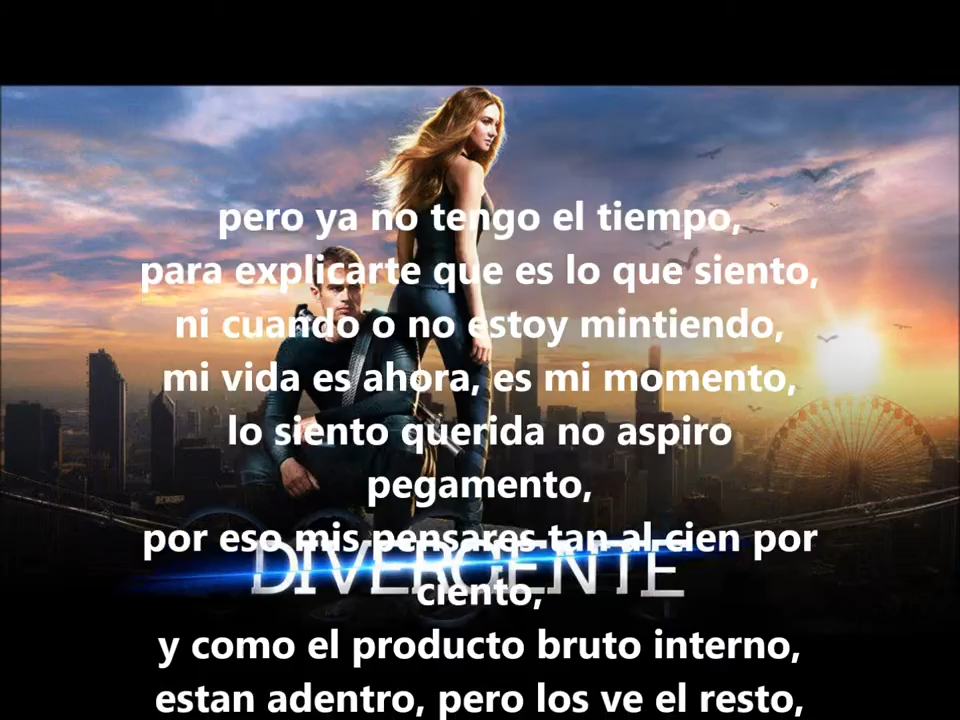 pero ya no tengo el tiempo,
para explicarte que es lo que siento,
ni cuando o no estoy mintiendo,
mi vida es ahora, es mi momento,
lo siento querida no aspiro
pegamento,
por eso mis pensares tan al cien por
DIVERGENTE
ciento,
y como el producto bruto interno,
estan adentro, pero los ve el resto,